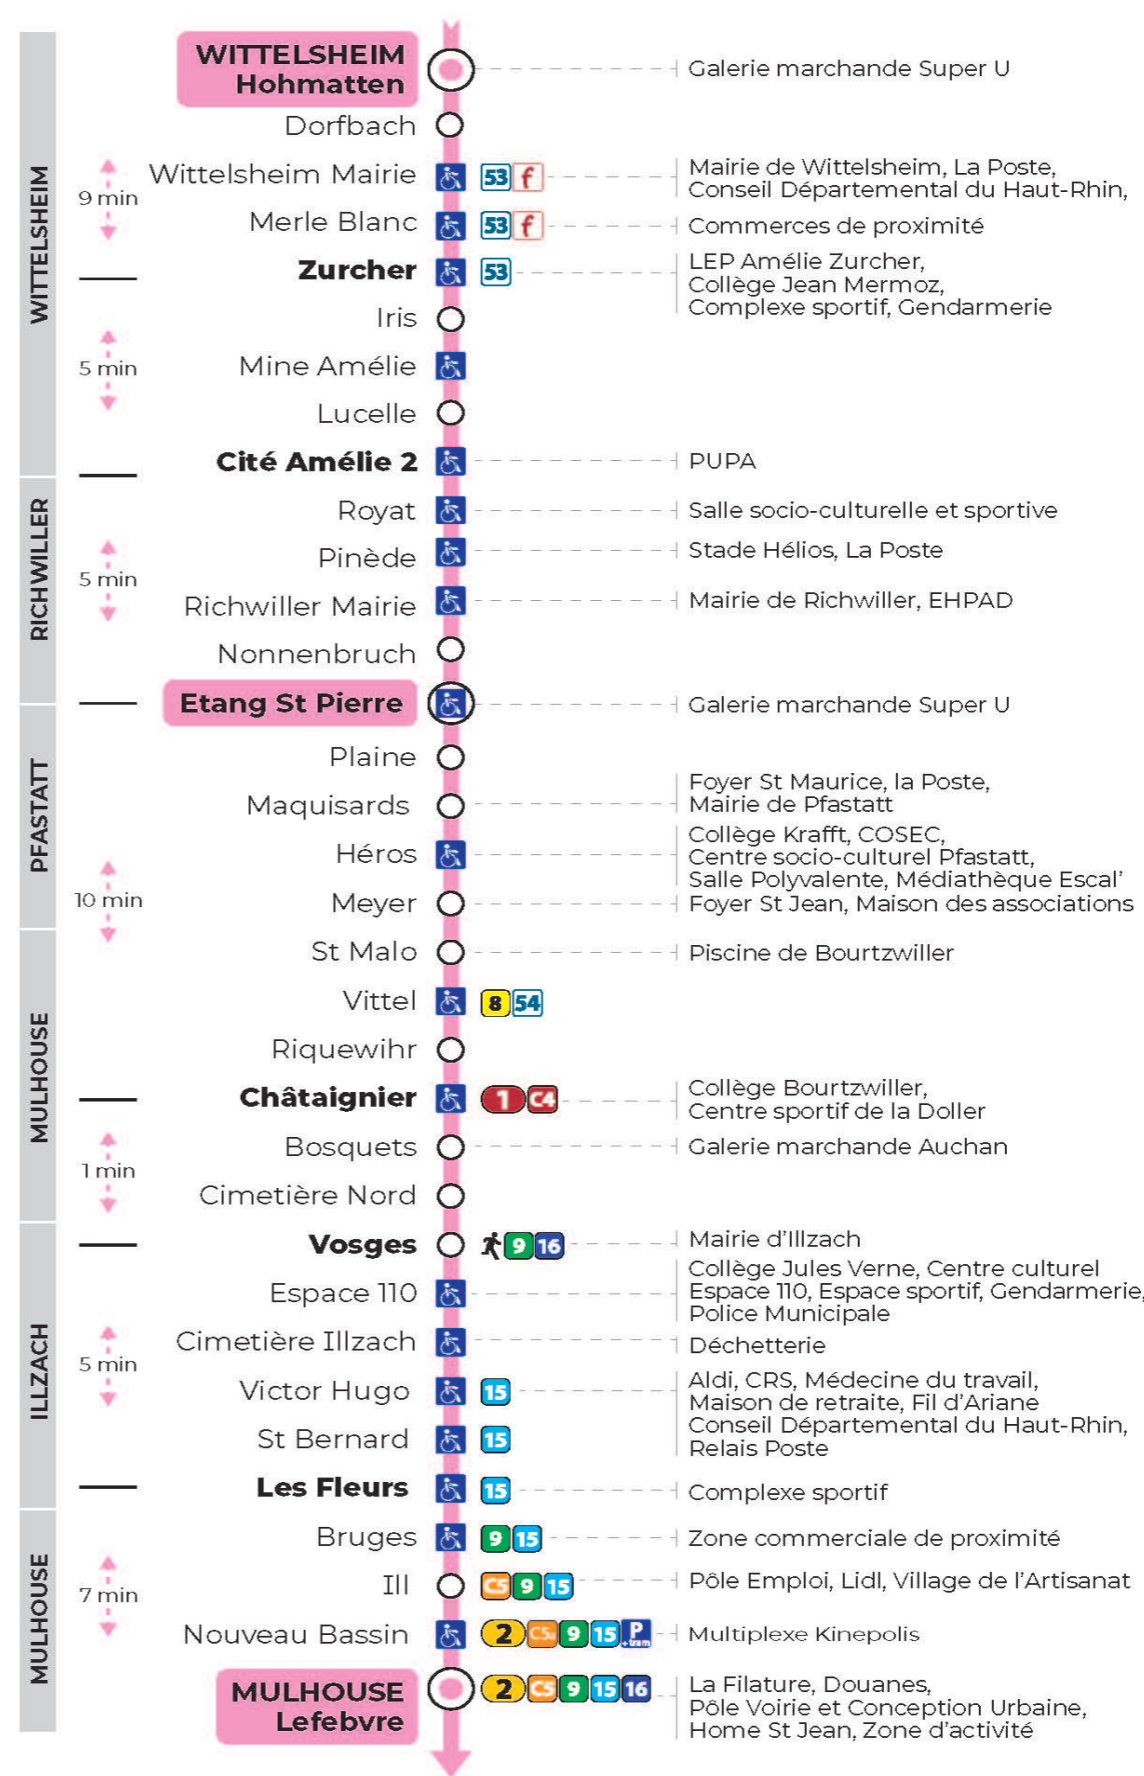 WITTELSHEIM
WITTELSHEIM
Hohmatten
Galerie marchande Super U
Dorfbach
9 min
Wittelsheim Mairie 53 f
Mairie de Wittelsheim, La Poste,
Conseil Départemental du Haut-Rhin,
Merle Blanc 53 f Commerces de proximité
Zurcher 53
LEP Amélie Zurcher,
Collège Jean Mermoz,
Complexe sportif, Gendarmerie
Iris
5 min
Mine Amélie
Lucelle
Cité Amélie 2 PUPA
RICHWILLER
Royat Salle socio-culturelle et sportive
Pinède Stade Hélios, La Poste
5 min
Richwiller Mairie Mairie de Richwiller, EHPAD
Nonnenbruch
Etang St Pierre Galerie marchande Super U
PFASTATT
Plaine
Maquisards
Foyer St Maurice, la Poste,
Mairie de Pfastatt
Héros
Collège Krafft, COSEC,
Centre socio-culturel Pfastatt,
Salle Polyvalente, Médiathèque Escal'
10 min
Meyer Foyer St Jean, Maison des associations
MULHOUSE
St Malo Piscine de Bourtzwiller
Vittel 8 54
Riquewihr
Châtaignier 1 C4
Collège Bourtzwiller,
Centre sportif de la Doller
Bosquets Galerie marchande Auchan
1 min
Cimetière Nord
ILLZACH
Vosges 9 16 Mairie d'Illzach
Espace 110
Collège Jules Verne, Centre culturel
Espace 110, Espace sportif, Gendarmerie,
Police Municipale
Cimetière Illzach Déchetterie
5 min
Victor Hugo 15
Aldi, CRS, Médecine du travail,
Maison de retraite, Fil d'Ariane
Conseil Départemental du Haut-Rhin,
Relais Poste
St Bernard 15
Les Fleurs 15 Complexe sportif
MULHOUSE
Bruges 9 15 Zone commerciale de proximité
7 min
Ill C5 9 15 Pôle Emploi, Lidl, Village de l'Artisanat
Nouveau Bassin 2 C5a 9 15 P +tram Multiplexe Kinepolis
MULHOUSE
Lefebvre
2 C5 9 15 16
La Filature, Douanes,
Pôle Voirie et Conception Urbaine,
Home St Jean, Zone d'activité